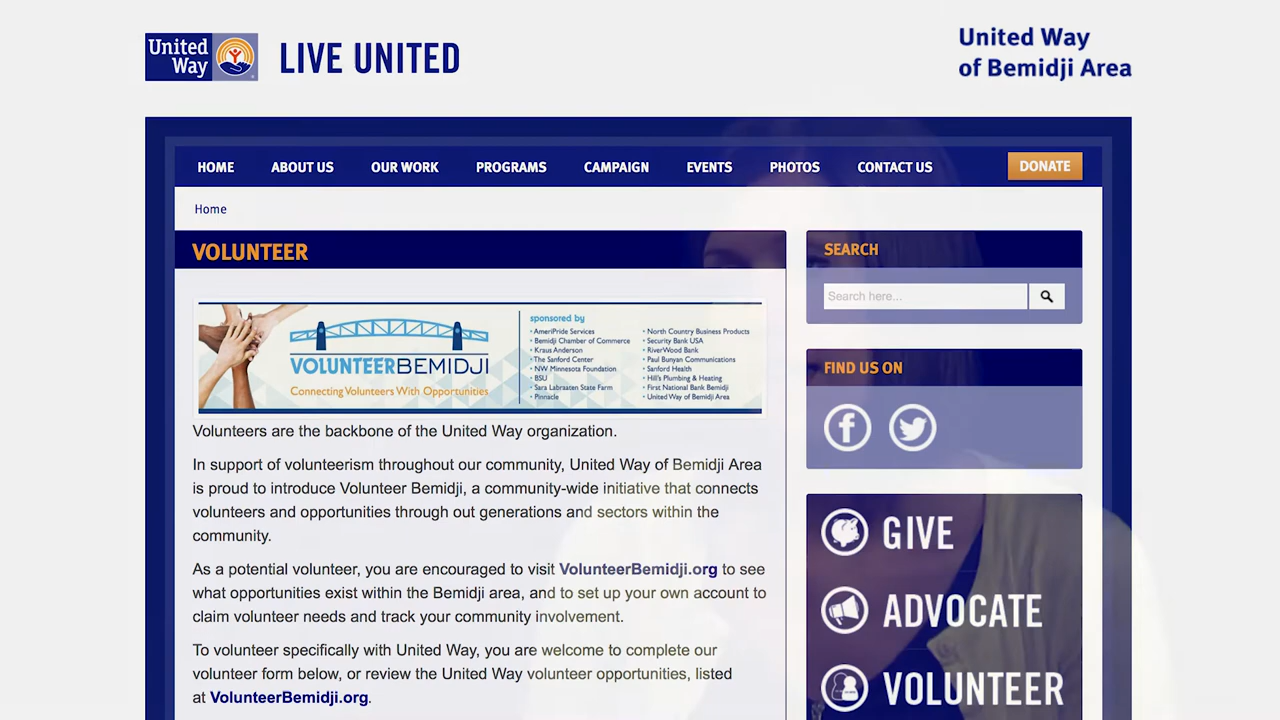 United Way
LIVE UNITED
United Way
of Bemidji Area
HOME ABOUT US OUR WORK PROGRAMS CAMPAIGN EVENTS PHOTOS CONTACT US DONATE
Home
VOLUNTEER
VOLUNTEERBEMIDJI
Connecting Volunteers With Opportunities
sponsored by
• AmeriPride Services
• Bemidji Chamber of Commerce
• Kraus Anderson
• The Sanford Center
• NW Minnesota Foundation
• BSU
• Sara Labraaten State Farm
• Pinnacle
• North Country Business Products
• Security Bank USA
• RiverWood Bank
• Paul Bunyan Communications
• Sanford Health
• Hill's Plumbing & Heating
• First National Bank Bemidji
• United Way of Bemidji Area
Volunteers are the backbone of the United Way organization.
In support of volunteerism throughout our community, United Way of Bemidji Area
is proud to introduce Volunteer Bemidji, a community-wide initiative that connects
volunteers and opportunities through out generations and sectors within the
community.
As a potential volunteer, you are encouraged to visit VolunteerBemidji.org to see
what opportunities exist within the Bemidji area, and to set up your own account to
claim volunteer needs and track your community involvement.
To volunteer specifically with United Way, you are welcome to complete our
volunteer form below, or review the United Way volunteer opportunities, listed
at VolunteerBemidji.org.
SEARCH
Search here...
FIND US ON
GIVE
ADVOCATE
VOLUNTEER